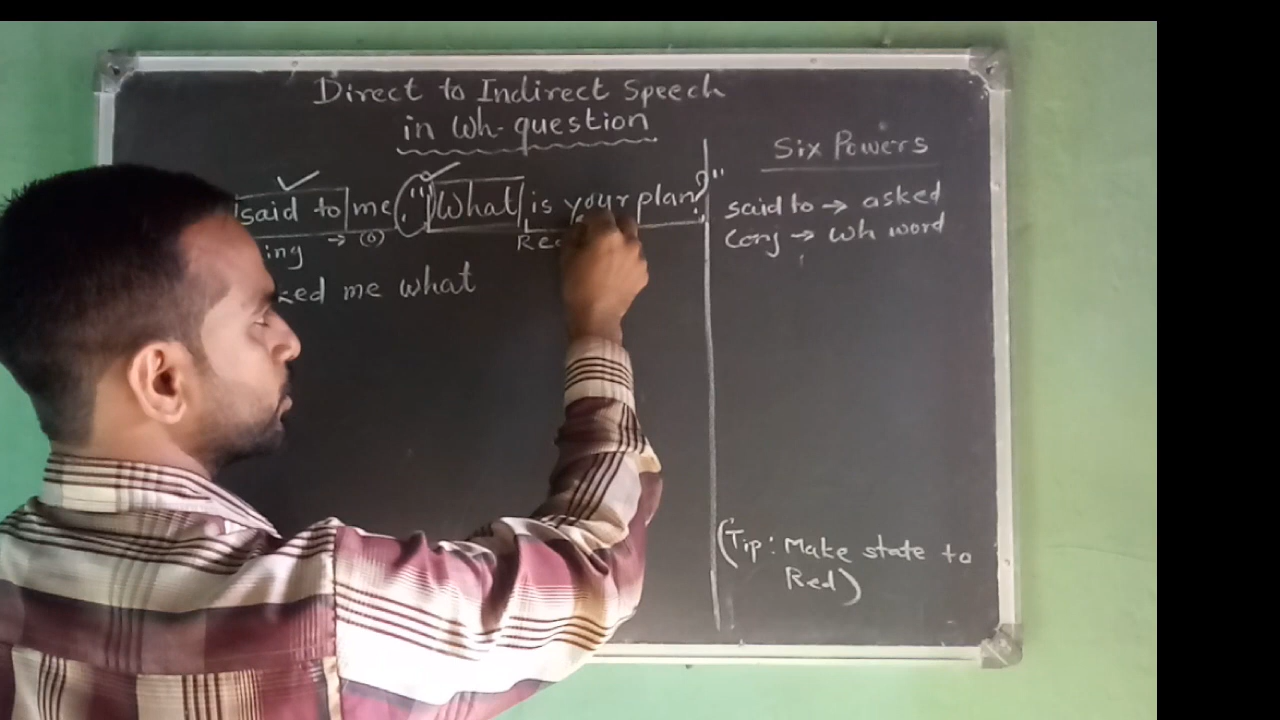 Direct to Indirect Speech
in Wh-question
said to me, "What is your plan?"
ing → (o) Red
ked me what
Six Powers
said to → asked
Conj → Wh word
(Tip: Make state to
Red)